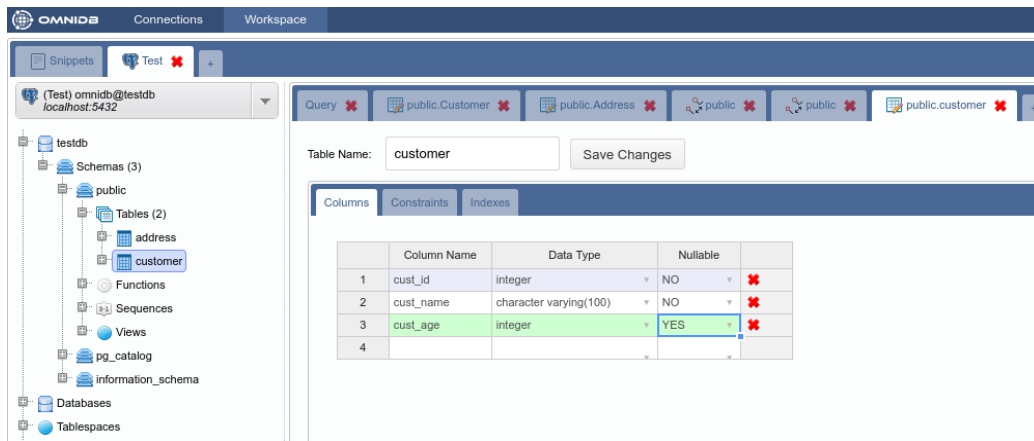 OMNIDB Connections Workspace
Snippets Test +
(Test) omnidb@testdb
localhost:5432
Query public.Customer public.Address public public public.customer
testdb
Table Name: customer Save Changes
Schemas (3)
public
Columns Constraints Indexes
Tables (2)
address
customer
Functions
Sequences
Views
pg_catalog
information_schema
Databases
Tablespaces
Column Name Data Type Nullable
1 cust_id integer NO
2 cust_name character varying(100) NO
3 cust_age integer YES
4